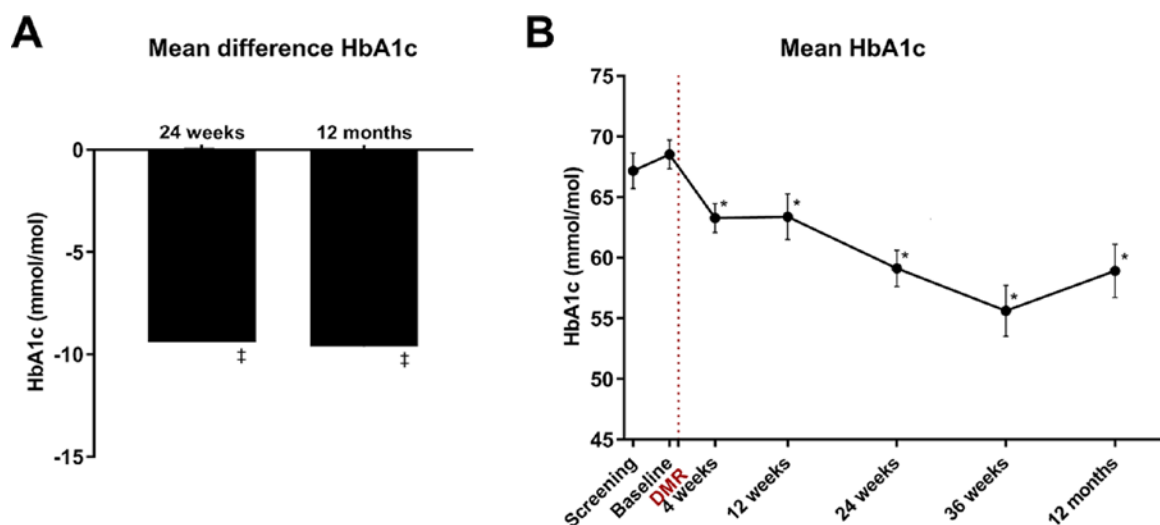 A
Mean difference HbA1c
24 weeks
12 months
HbA1c (mmol/mol)
0
-5
-10
-15
‡
‡
B
Mean HbA1c
HbA1c (mmol/mol)
75
70
65
60
55
50
45
*
*
*
*
*
Screening
Baseline
DMR
4 weeks
12 weeks
24 weeks
36 weeks
12 months